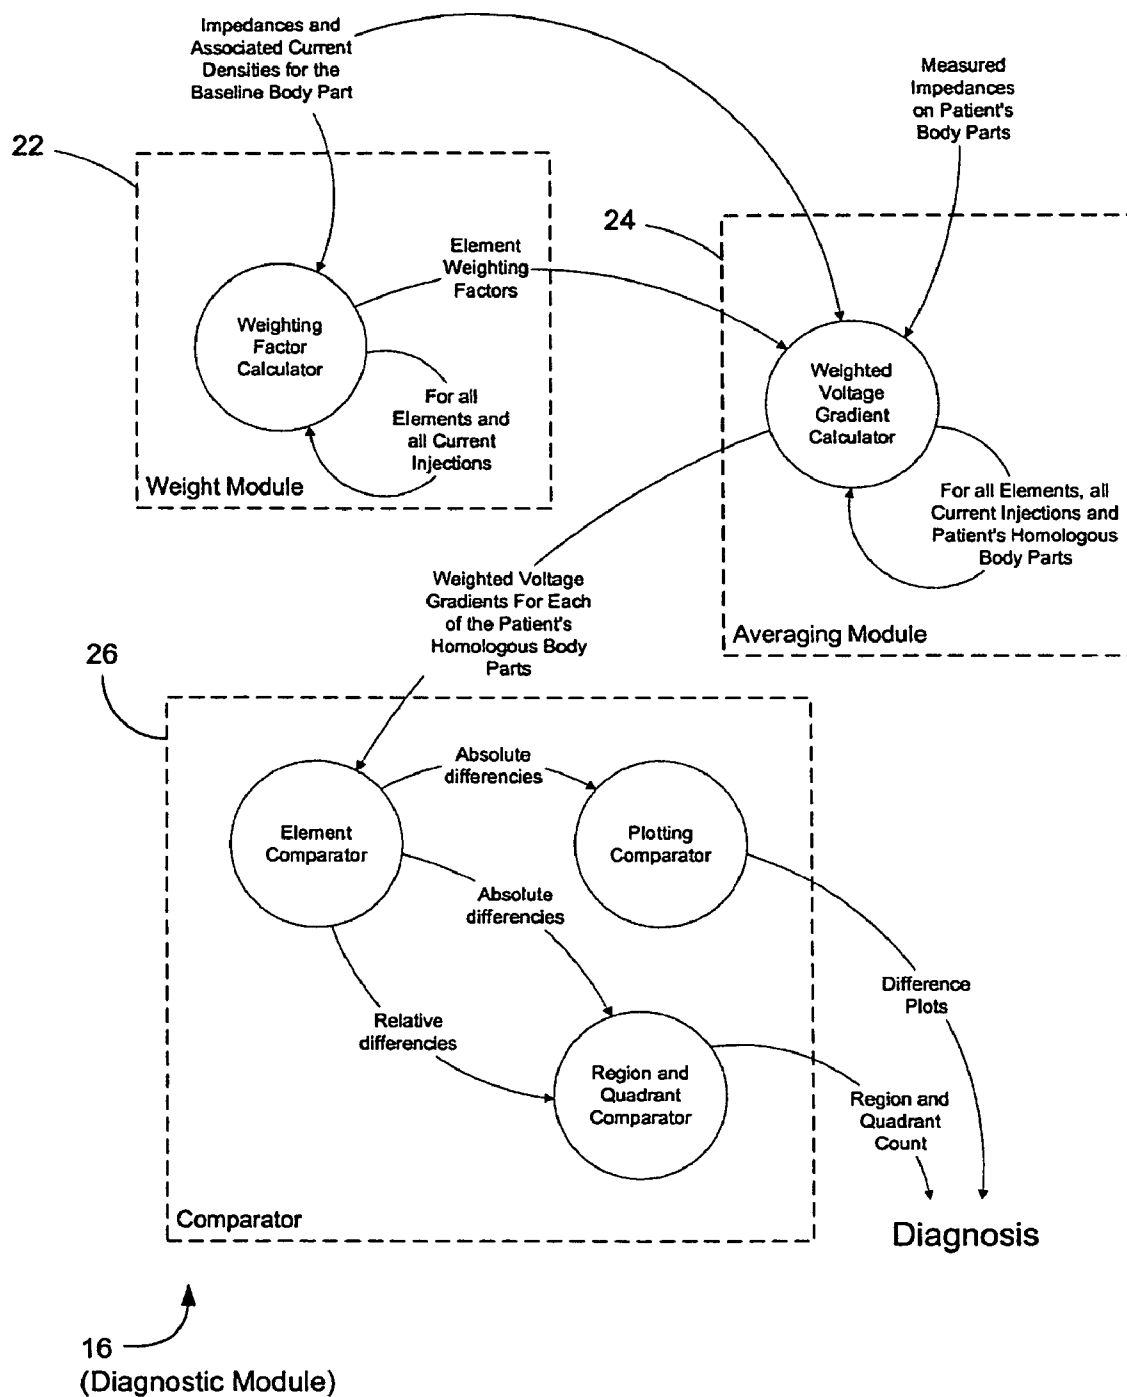 Impedances and
Associated Current
Densities for the
Baseline Body Part
Measured
Impedances
on Patient's
Body Parts
22
24
Element
Weighting
Factors
Weighting
Factor
Calculator
For all
Elements and
all Current
Injections
Weight Module
Weighted
Voltage
Gradient
Calculator
For all Elements, all
Current Injections and
Patient's Homologous
Body Parts
Averaging Module
Weighted Voltage
Gradients For Each
of the Patient's
Homologous Body
Parts
26
Absolute
differencies
Element
Comparator
Plotting
Comparator
Absolute
differencies
Relative
differencies
Region and
Quadrant
Comparator
Difference
Plots
Region and
Quadrant
Count
Comparator
Diagnosis
16
(Diagnostic Module)